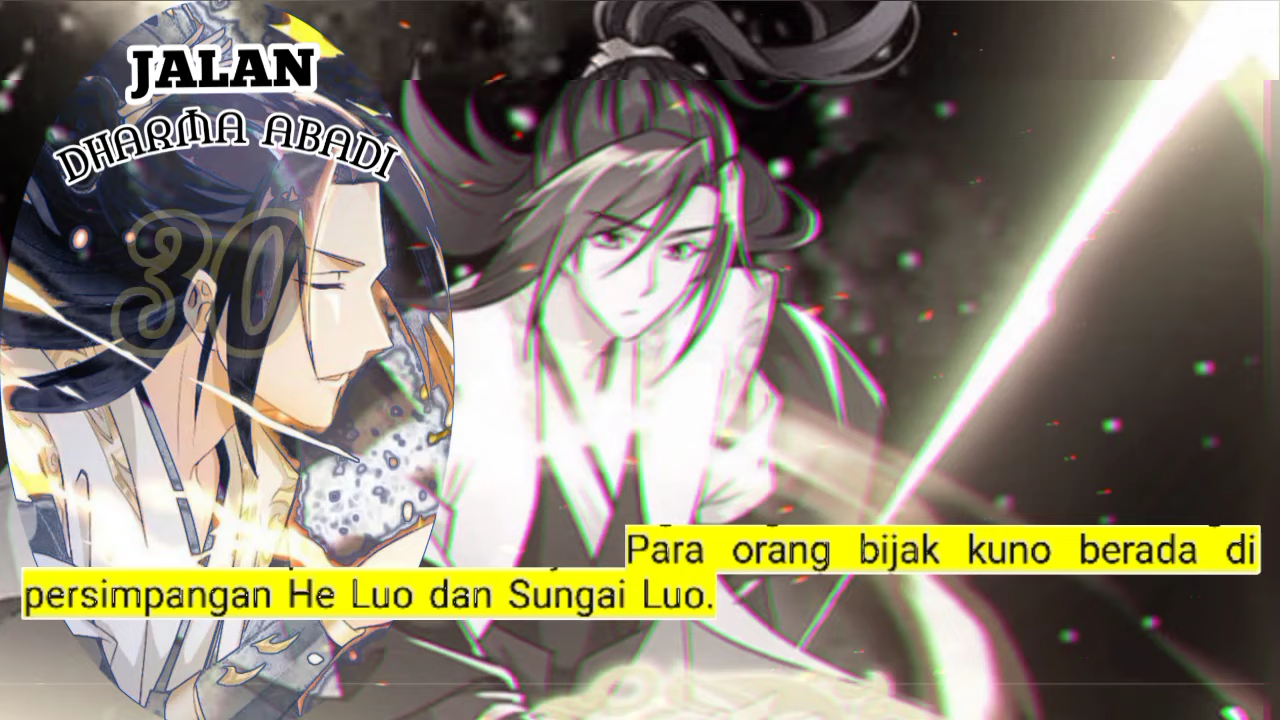 JALAN
DHARMA ABADI
30
Para orang bijak kuno berada di
persimpangan He Luo dan Sungai Luo.